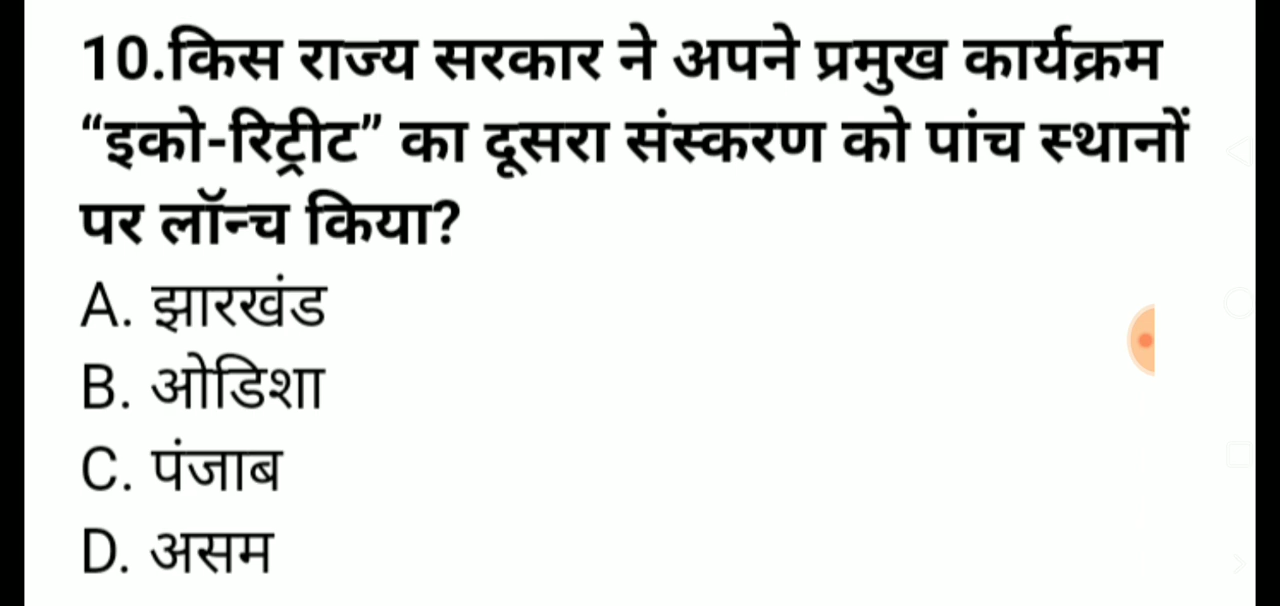 10.किस राज्य सरकार ने अपने प्रमुख कार्यक्रम
“इको-रिट्रीट” का दूसरा संस्करण को पांच स्थानों
पर लॉन्च किया?
A. झारखंड
B. ओडिशा
C. पंजाब
D. असम